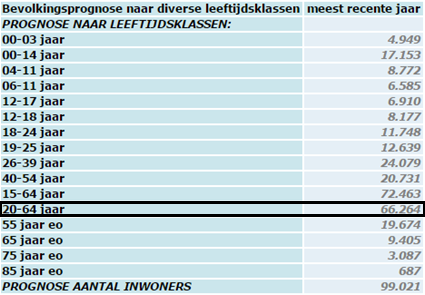 Bevolkingsprognose naar diverse leeftijdsklassen meest recente jaar
PROGNOSE NAAR LEEFTIJDSKLASSEN:
00-03 jaar 4.949
00-14 jaar 17.153
04-11 jaar 8.772
06-11 jaar 6.585
12-17 jaar 6.910
12-18 jaar 8.177
18-24 jaar 11.748
19-25 jaar 12.639
26-39 jaar 24.079
40-54 jaar 20.731
15-64 jaar 72.463
20-64 jaar 66.264
55 jaar eo 19.674
65 jaar eo 9.405
75 jaar eo 3.087
85 jaar eo 687
PROGNOSE AANTAL INWONERS 99.021